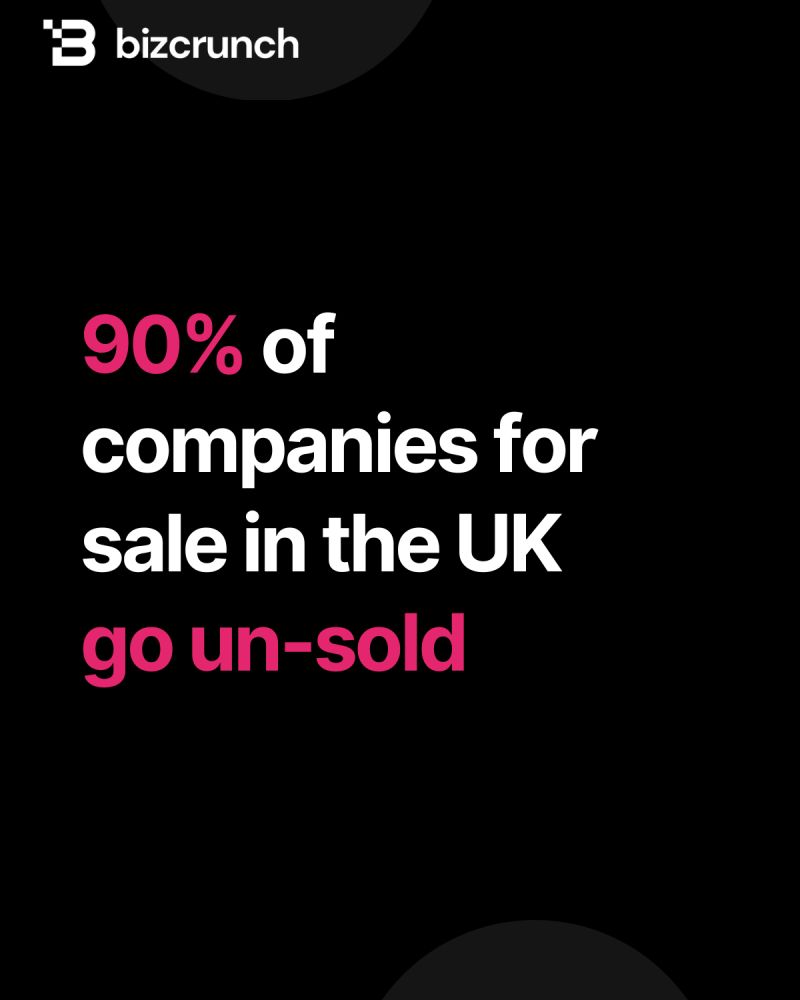 bizcrunch
90% of
companies for
sale in the UK
go un-sold